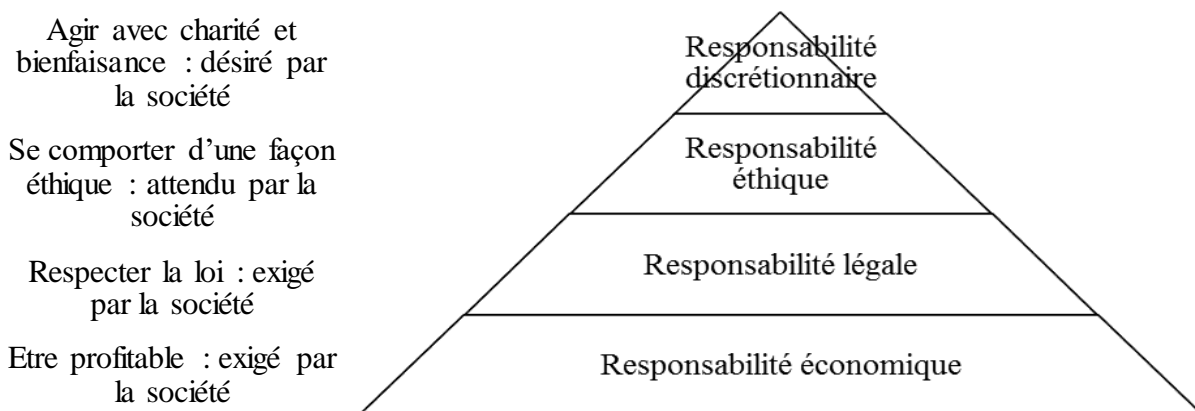 Agir avec charité et
bienfaisance : désiré par
la société
Responsabilité
discrétionnaire
Se comporter d’une façon
éthique : attendu par la
société
Responsabilité
éthique
Respecter la loi : exigé
par la société
Responsabilité légale
Etre profitable : exigé par
la société
Responsabilité économique